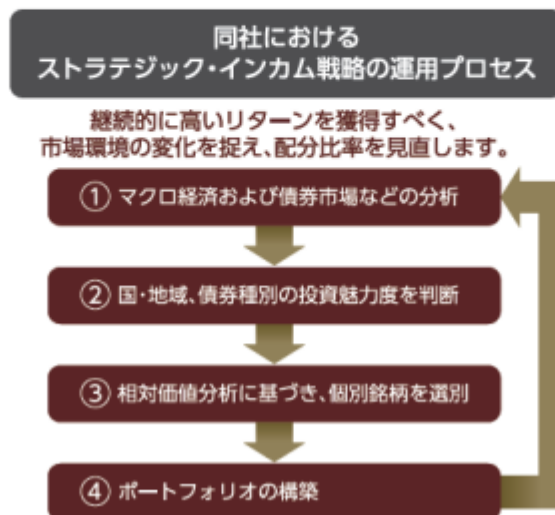 同社における
ストラテジック・インカム戦略の運用プロセス
継続的に高いリターンを獲得すべく、
市場環境の変化を捉え、配分比率を見直します。
① マクロ経済および債券市場などの分析
② 国・地域、債券種別の投資魅力度を判断
③ 相対価値分析に基づき、個別銘柄を選別
④ ポートフォリオの構築